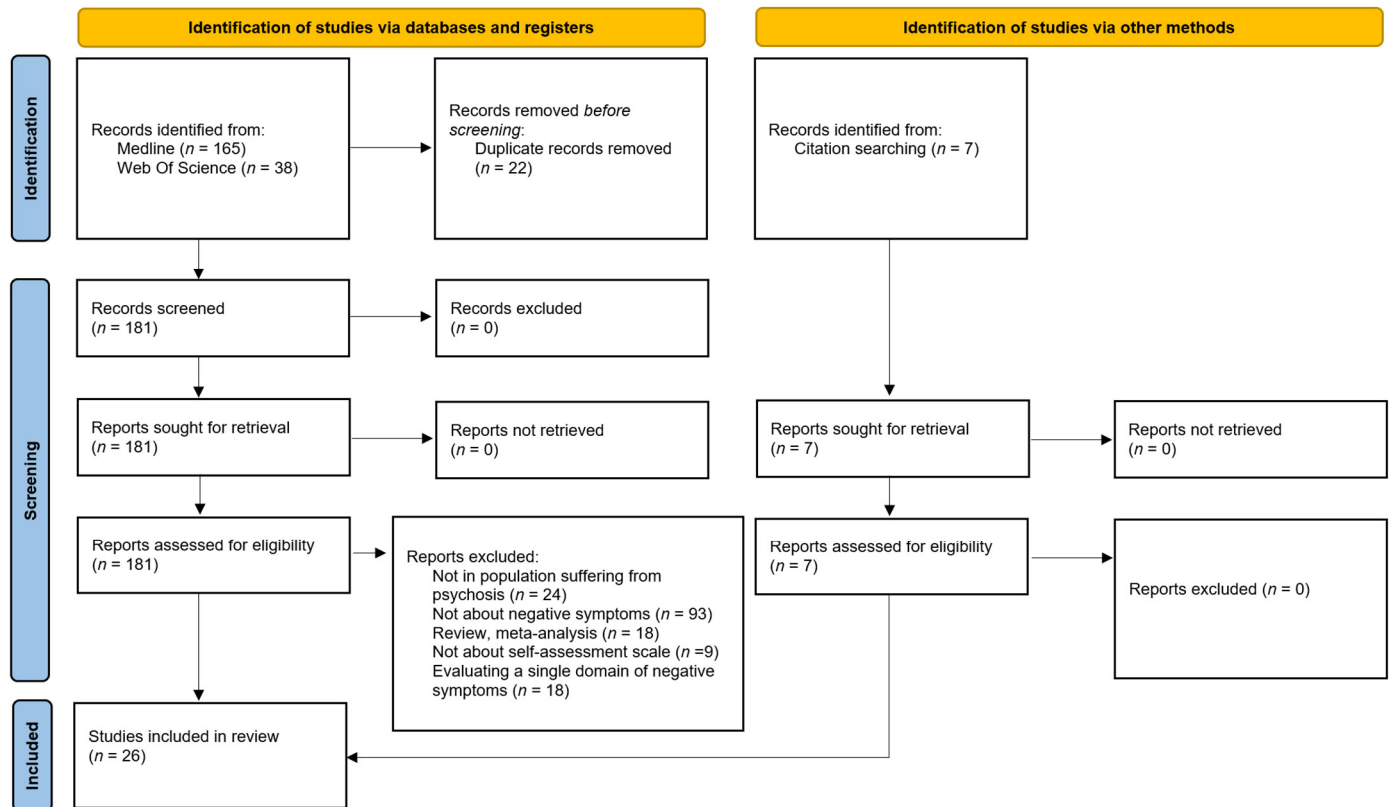 Identification of studies via databases and registers
Identification of studies via other methods
Identification
Records identified from:
Medline (n = 165)
Web Of Science (n = 38)
Records removed before
screening:
Duplicate records removed
(n = 22)
Records identified from:
Citation searching (n = 7)
Screening
Records screened
(n = 181)
Records excluded
(n = 0)
Reports sought for retrieval
(n = 181)
Reports not retrieved
(n = 0)
Reports sought for retrieval
(n = 7)
Reports not retrieved
(n = 0)
Reports assessed for eligibility
(n = 181)
Reports excluded:
Not in population suffering from
psychosis (n = 24)
Not about negative symptoms (n = 93)
Review, meta-analysis (n = 18)
Not about self-assessment scale (n =9)
Evaluating a single domain of negative
symptoms (n = 18)
Reports assessed for eligibility
(n = 7)
Reports excluded (n = 0)
Included
Studies included in review
(n = 26)